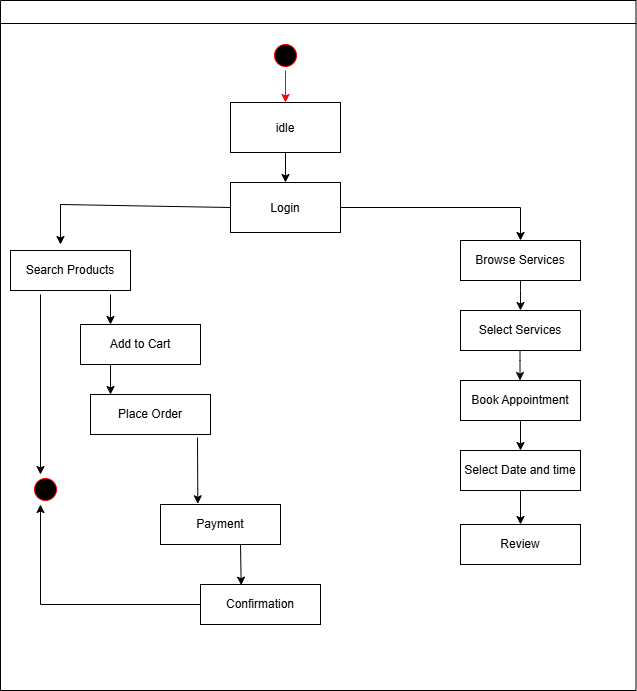 idle
Login
Search Products
Browse Services
Add to Cart
Select Services
Place Order
Book Appointment
Select Date and time
Payment
Review
Confirmation